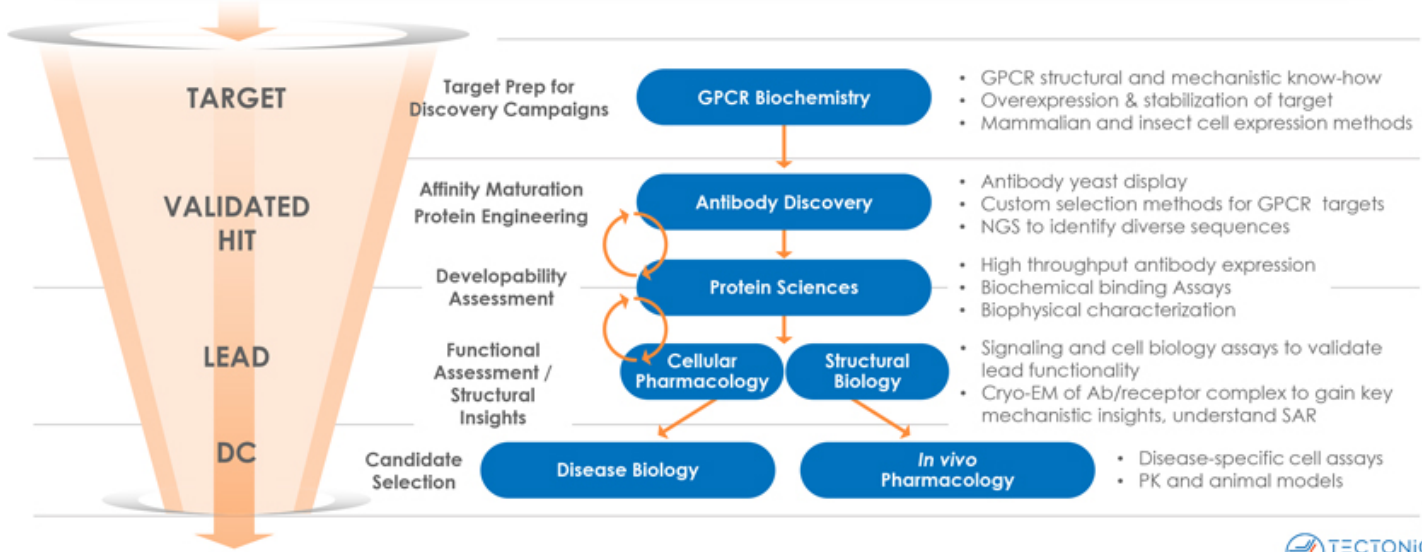 TARGET
Target Prep for
Discovery Campaigns
GPCR Biochemistry
• GPCR structural and mechanistic know-how
• Overexpression & stabilization of target
• Mammalian and insect cell expression methods
VALIDATED
HIT
Affinity Maturation
Protein Engineering
Antibody Discovery
• Antibody yeast display
• Custom selection methods for GPCR targets
• NGS to identify diverse sequences
Developability
Assessment
Protein Sciences
• High throughput antibody expression
• Biochemical binding Assays
• Biophysical characterization
LEAD
Functional
Assessment /
Structural
Insights
Cellular
Pharmacology
Structural
Biology
• Signaling and cell biology assays to validate
lead functionality
• Cryo-EM of Ab/receptor complex to gain key
mechanistic insights, understand SAR
DC
Candidate
Selection
Disease Biology
In vivo
Pharmacology
• Disease-specific cell assays
• PK and animal models
TECTONIC